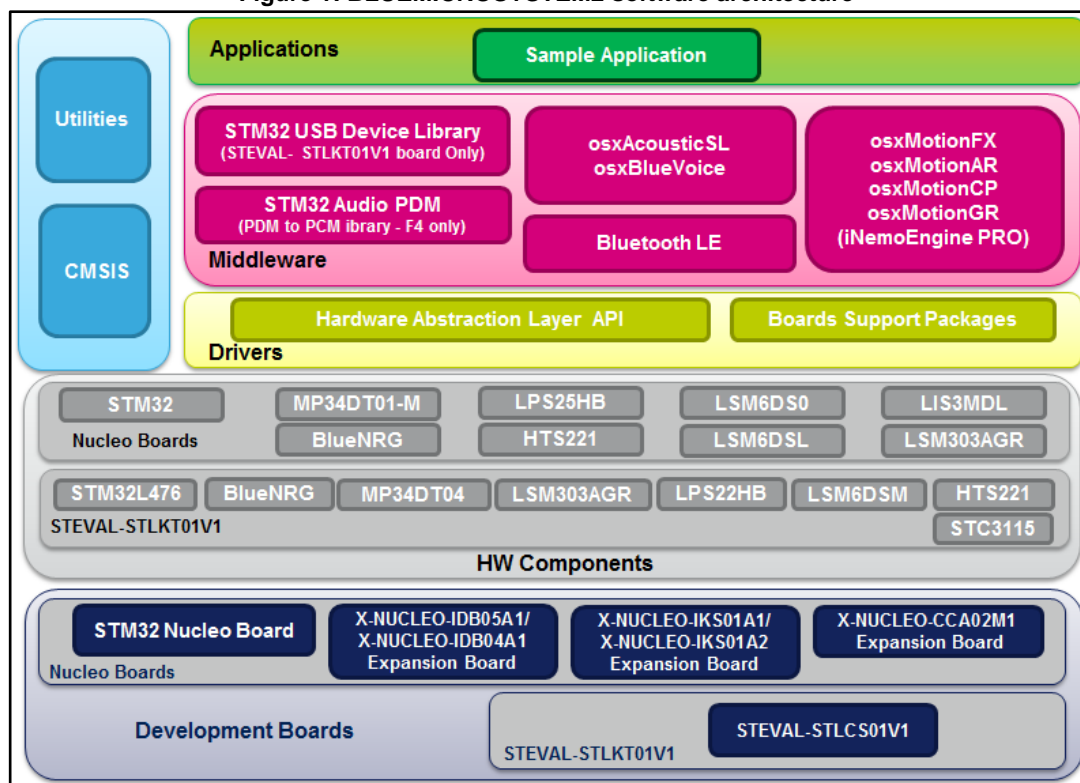 Applications
Sample Application
Utilities
CMSIS
STM32 USB Device Library
(STEVAL- STLKT01V1 board Only)
STM32 Audio PDM
(PDM to PCM ibrary - F4 only)
osxAcousticSL
osxBlueVoice
Bluetooth LE
osxMotionFX
osxMotionAR
osxMotionCP
osxMotionGR
(iNemoEngine PRO)
Middleware
Hardware Abstraction Layer API
Boards Support Packages
Drivers
STM32
MP34DT01-M
LPS25HB
LSM6DS0
LIS3MDL
Nucleo Boards
BlueNRG
HTS221
LSM6DSL
LSM303AGR
STM32L476
BlueNRG
MP34DT04
LSM303AGR
LPS22HB
LSM6DSM
HTS221
STEVAL-STLKT01V1
STC3115
HW Components
STM32 Nucleo Board
X-NUCLEO-IDB05A1/
X-NUCLEO-IDB04A1
Expansion Board
X-NUCLEO-IKS01A1/
X-NUCLEO-IKS01A2
Expansion Board
X-NUCLEO-CCA02M1
Expansion Board
Nucleo Boards
Development Boards
STEVAL-STLCS01V1
STEVAL-STLKT01V1